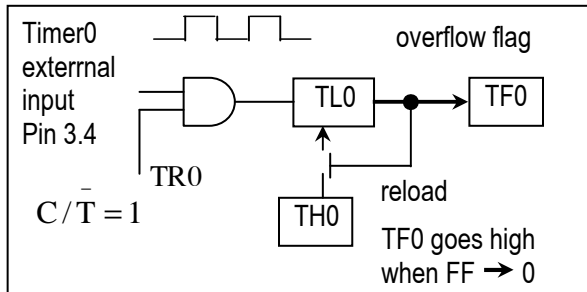 Timer0
exterrnal
input
Pin 3.4
overflow flag
TL0
TF0
TR0
C/T̄ = 1
TH0
reload
TF0 goes high
when FF → 0